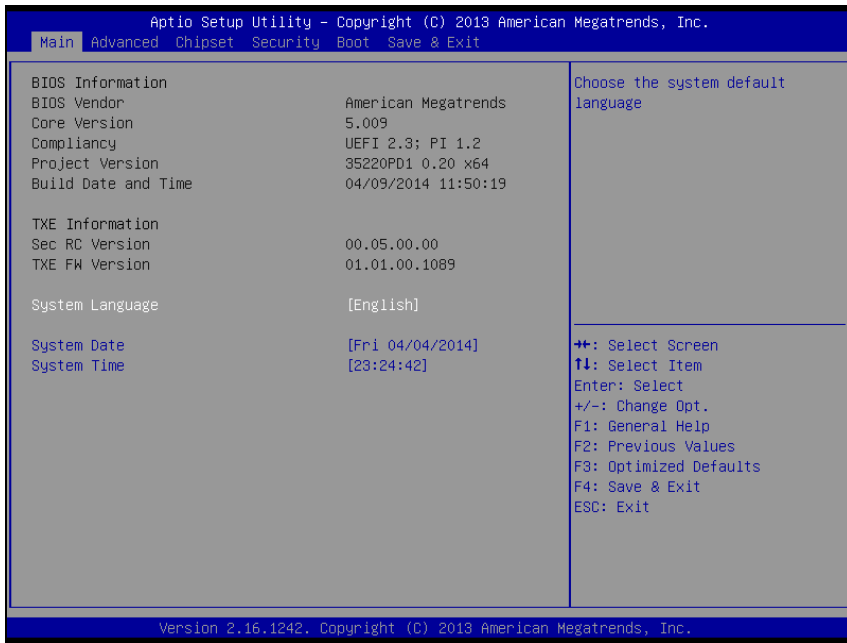 Aptio Setup Utility – Copyright (C) 2013 American Megatrends, Inc.
Main Advanced Chipset Security Boot Save & Exit
BIOS Information
BIOS Vendor American Megatrends
Core Version 5.009
Compliancy UEFI 2.3; PI 1.2
Project Version 35220PD1 0.20 x64
Build Date and Time 04/09/2014 11:50:19
TXE Information
Sec RC Version 00.05.00.00
TXE FW Version 01.01.00.1089
System Language [English]
System Date [Fri 04/04/2014]
System Time [23:24:42]
Choose the system default
language
→←: Select Screen
↑↓: Select Item
Enter: Select
+/-: Change Opt.
F1: General Help
F2: Previous Values
F3: Optimized Defaults
F4: Save & Exit
ESC: Exit
Version 2.16.1242. Copyright (C) 2013 American Megatrends, Inc.